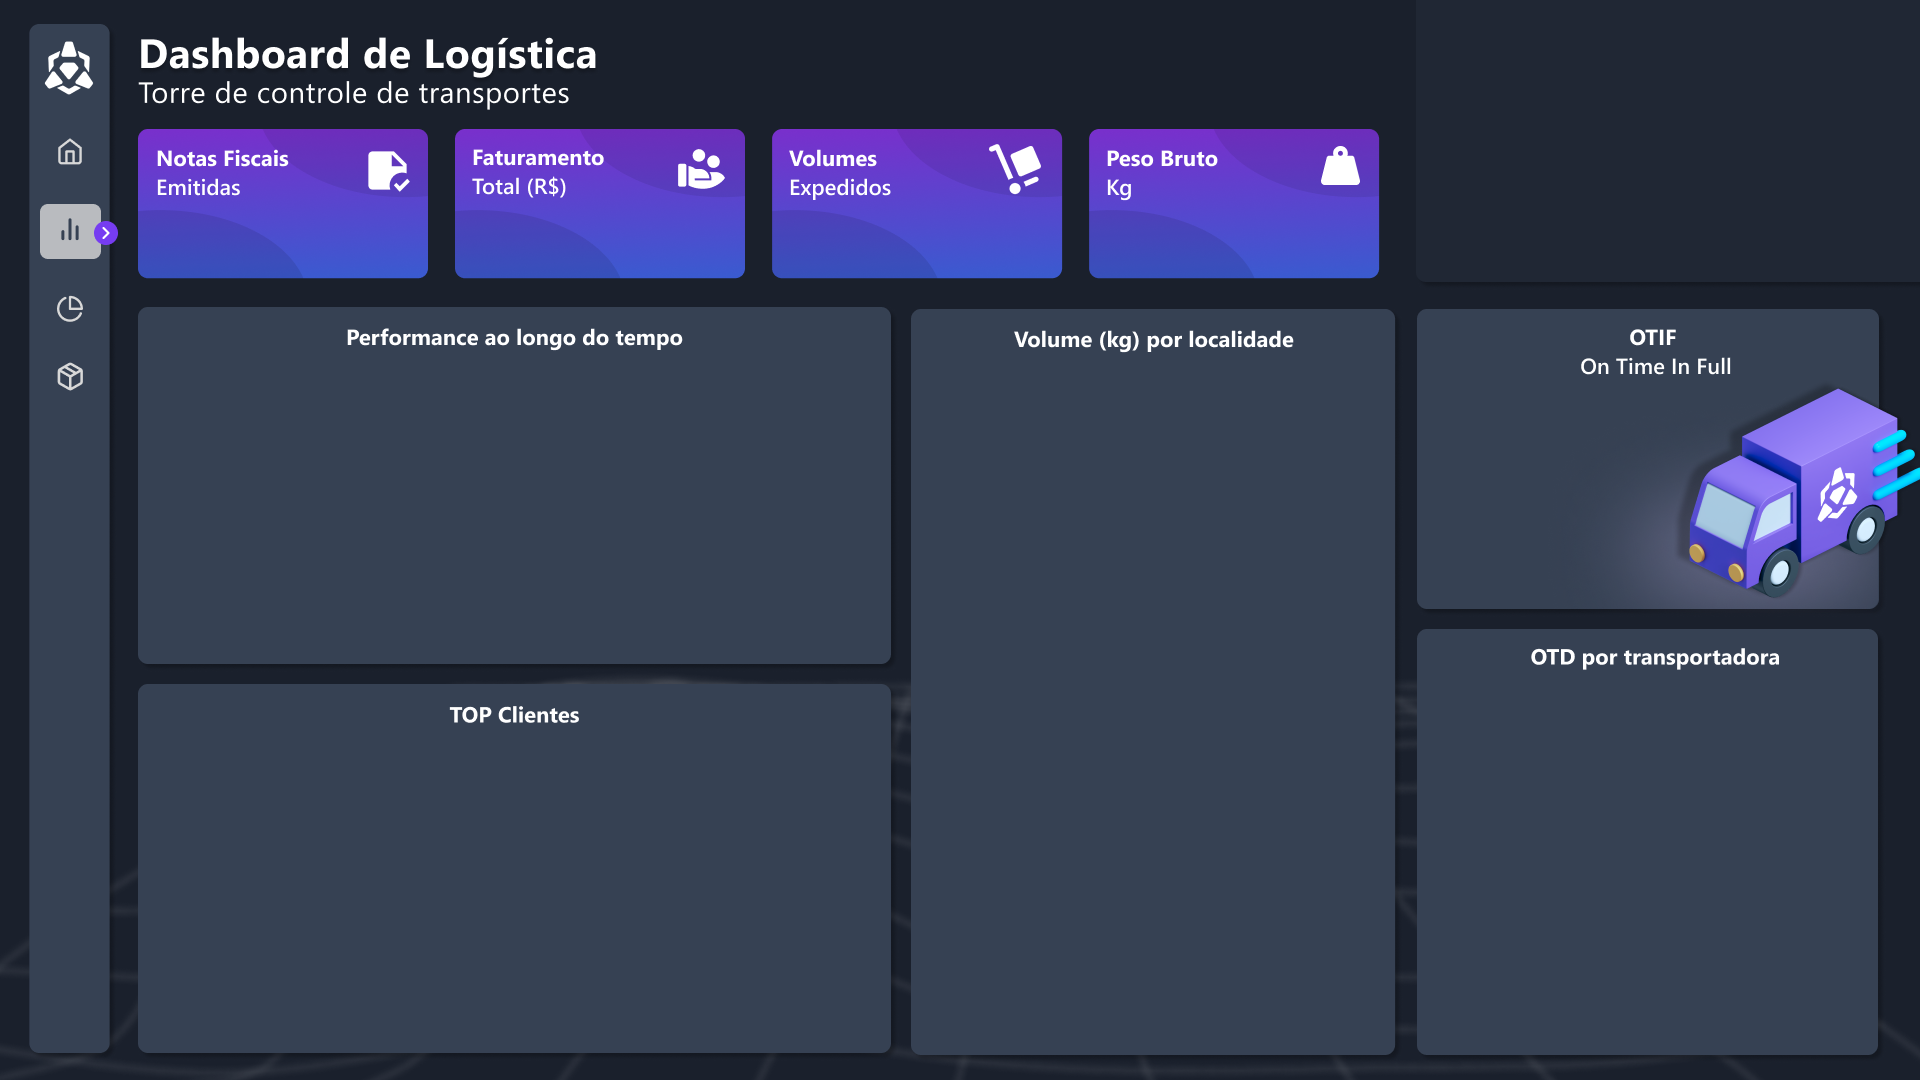 Dashboard de Logística
Torre de controle de transportes
Notas Fiscais
Emitidas
Faturamento
Total (R$)
Volumes
Expedidos
Peso Bruto
Kg
Performance ao longo do tempo
Volume (kg) por localidade
OTIF
On Time In Full
OTD por transportadora
TOP Clientes